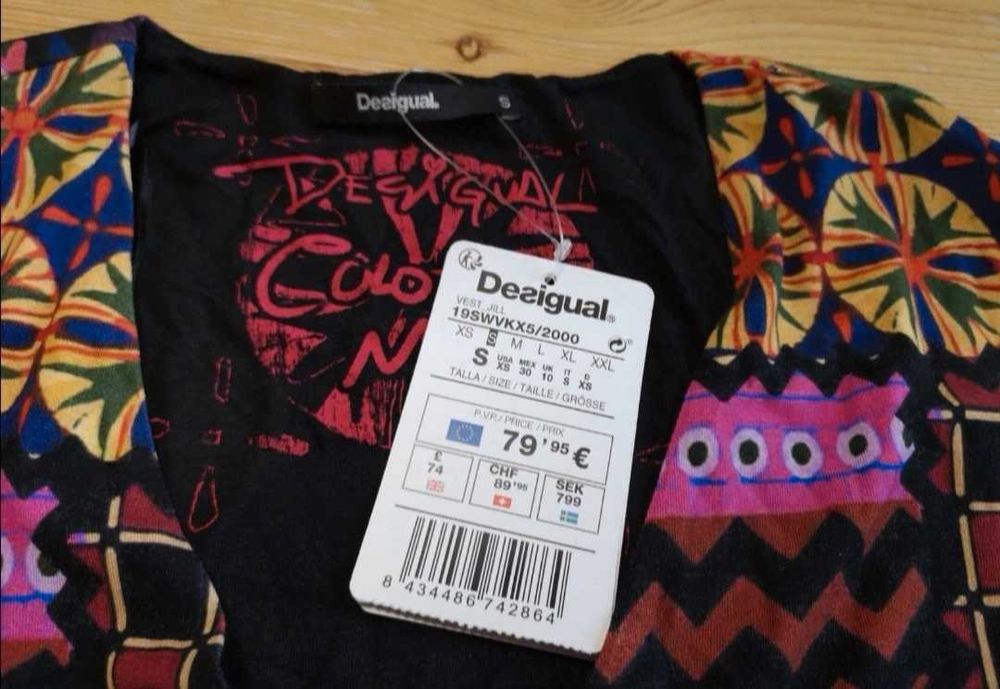 Desigual. S
DESIGUAL
COLO
N
Desigual®
VEST_JILL
19SWVKX5/2000
XS S M L XL XXL
S USA XS MEX 30 UK 10 IT S D XS
TALLA / SIZE / TAILLE / GRÖSSE
P.V.P./ PRICE / PRIX
79'95 €
£ 74
CHF 89'95
SEK 799
8 434486 742864